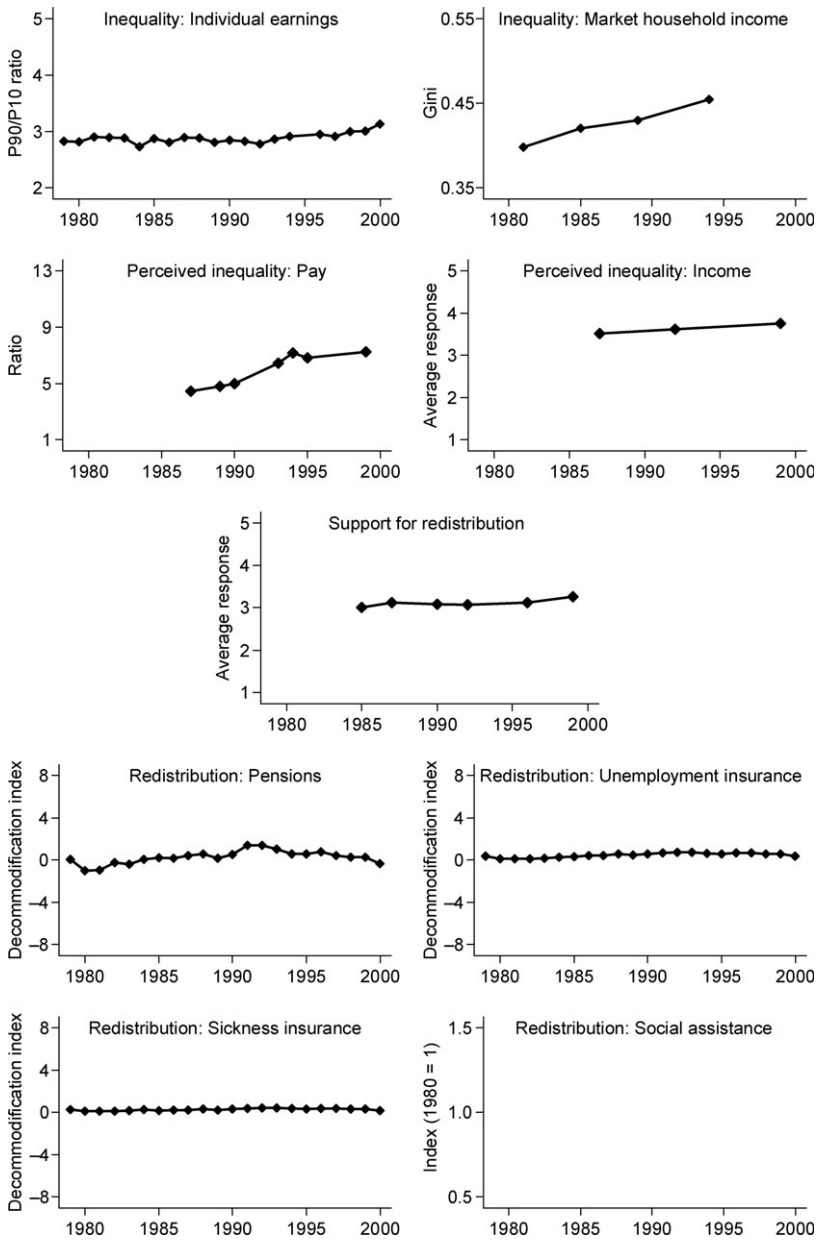 Inequality: Individual earnings
P90/P10 ratio
5
4
3
2
1980 1985 1990 1995 2000
Inequality: Market household income
Gini
0.55
0.45
0.35
1980 1985 1990 1995 2000
Perceived inequality: Pay
Ratio
13
9
5
1
1980 1985 1990 1995 2000
Perceived inequality: Income
Average response
5
4
3
2
1
1980 1985 1990 1995 2000
Support for redistribution
Average response
5
4
3
2
1
1980 1985 1990 1995 2000
Redistribution: Pensions
Decommodification index
8
4
0
–4
–8
1980 1985 1990 1995 2000
Redistribution: Unemployment insurance
Decommodification index
8
4
0
–4
–8
1980 1985 1990 1995 2000
Redistribution: Sickness insurance
Decommodification index
8
4
0
–4
–8
1980 1985 1990 1995 2000
Redistribution: Social assistance
Index (1980 = 1)
1.5
1.0
0.5
1980 1985 1990 1995 2000